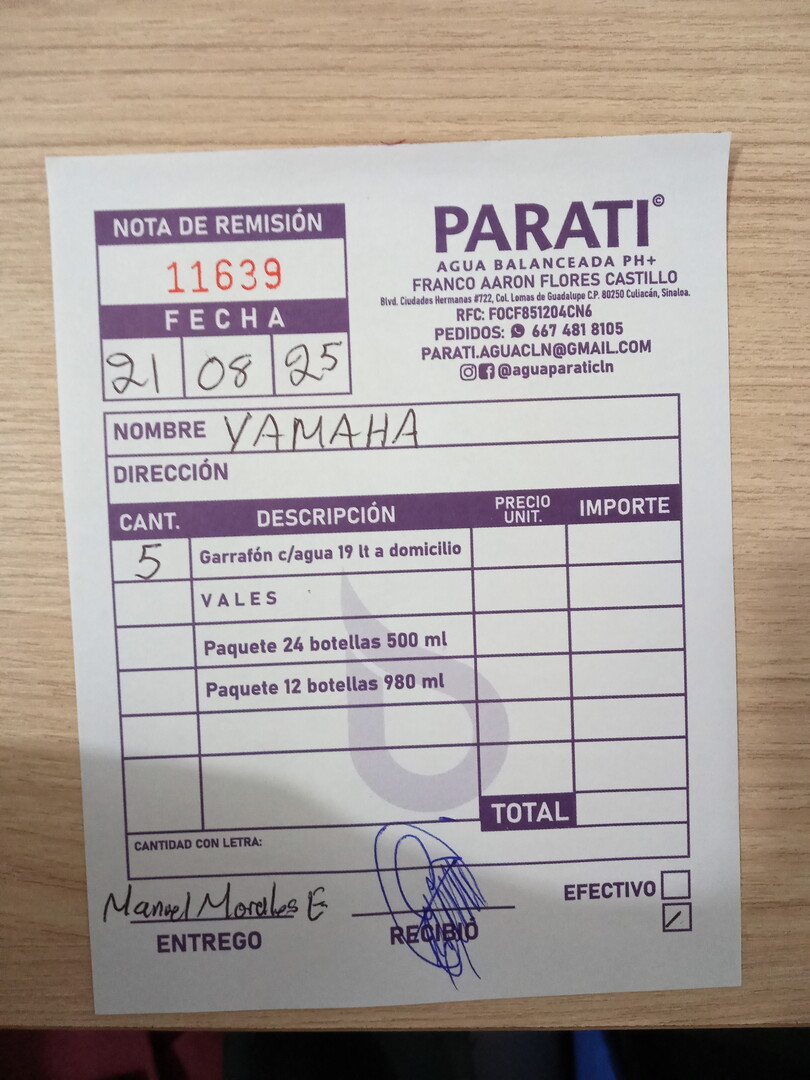 NOTA DE REMISIÓN
11639
FECHA
21 08 25
PARATI©
AGUA BALANCEADA PH+
FRANCO AARON FLORES CASTILLO
Blvd. Ciudades Hermanas #722, Col. Lomas de Guadalupe C.P. 80250 Culiacán, Sinaloa.
RFC: FOCF851204CN6
PEDIDOS: 667 481 8105
PARATI.AGUACLN@GMAIL.COM
@aguaparaticln
NOMBRE YAMAHA
DIRECCIÓN
CANT. DESCRIPCIÓN PRECIO UNIT. IMPORTE
5 Garrafón c/agua 19 lt a domicilio
VALES
Paquete 24 botellas 500 ml
Paquete 12 botellas 980 ml
TOTAL
CANTIDAD CON LETRA:
Manuel Morales E
ENTREGO
RECIBIÓ
EFECTIVO